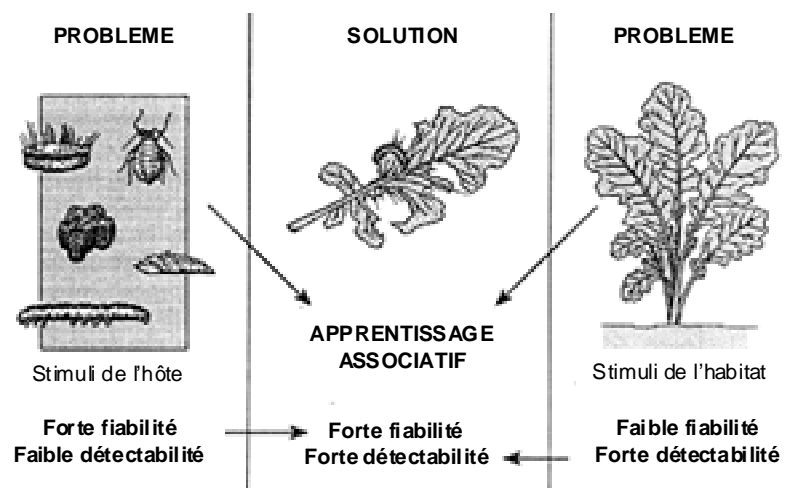 PROBLEME
SOLUTION
PROBLEME
APPRENTISSAGE
ASSOCIATIF
Stimuli de l'hôte
Stimuli de l'habitat
Forte fiabilité
Faible détectabilité
Forte fiabilité
Forte détectabilité
Faible fiabilité
Forte détectabilité